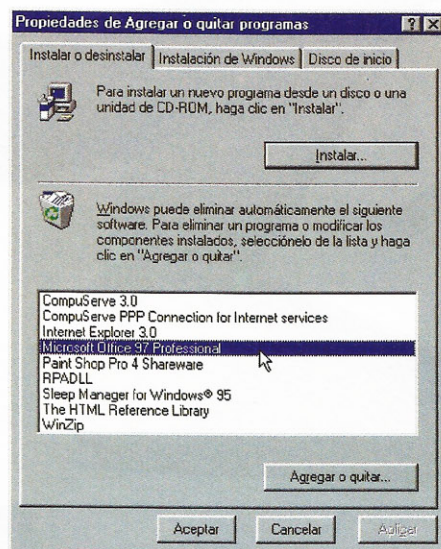 Propiedades de Agregar o quitar programas
Instalar o desinstalar
Instalación de Windows
Disco de inicio
Para instalar un nuevo programa desde un disco o una
unidad de CD-ROM, haga clic en "Instalar".
Instalar...
Windows puede eliminar automáticamente el siguiente
software. Para eliminar un programa o modificar los
componentes instalados, selecciónelo de la lista y haga
clic en "Agregar o quitar".
CompuServe 3.0
CompuServe PPP Connection for Internet services
Internet Explorer 3.0
Microsoft Office 97 Professional
Paint Shop Pro 4 Shareware
RPADLL
Sleep Manager for Windows® 95
The HTML Reference Library
WinZip
Agregar o quitar...
Aceptar
Cancelar
Aplicar